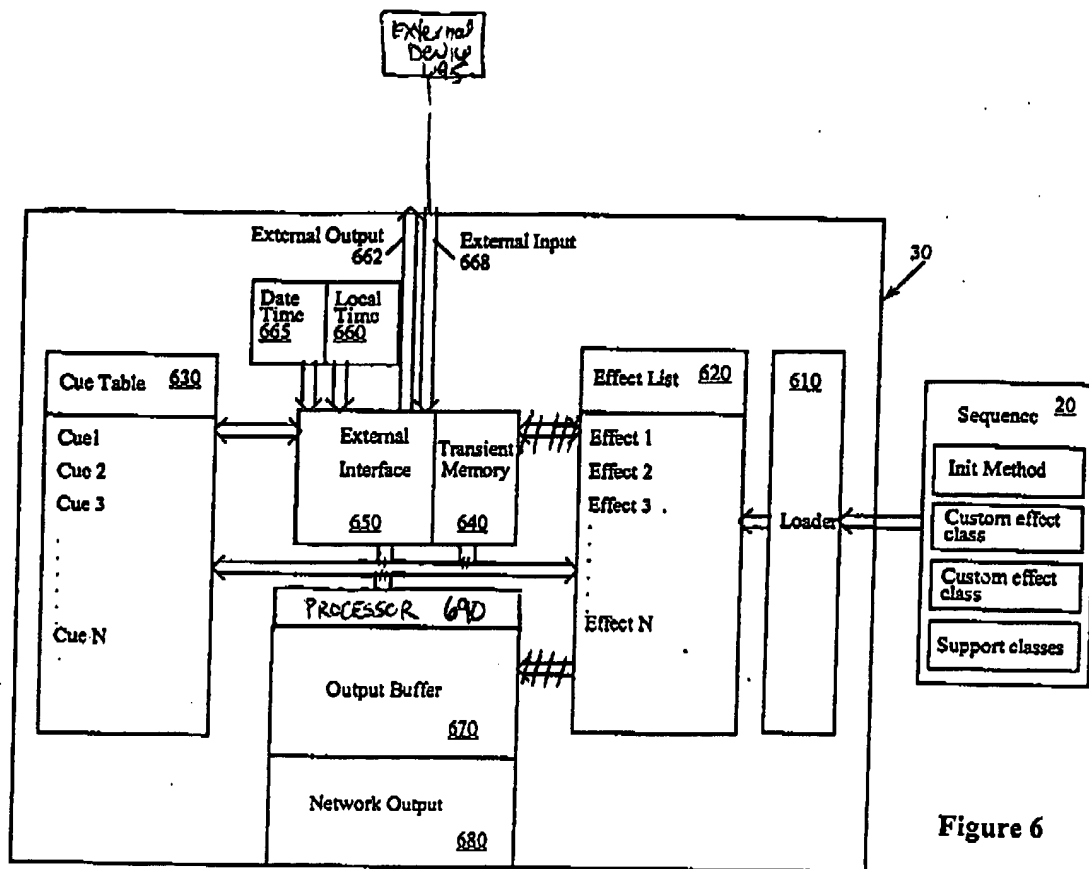 External
Device
External Output
662
External Input
668
30
Date
Time
665
Local
Time
660
Cue Table 630
Cue1
Cue 2
Cue 3
Cue N
External
Interface
650
Transient
Memory
640
Effect List 620
Effect 1
Effect 2
Effect 3
Effect N
610
Loader
Sequence 20
Init Method
Custom effect
class
Custom effect
class
Support classes
PROCESSOR 690
Output Buffer
670
Network Output
680
Figure 6